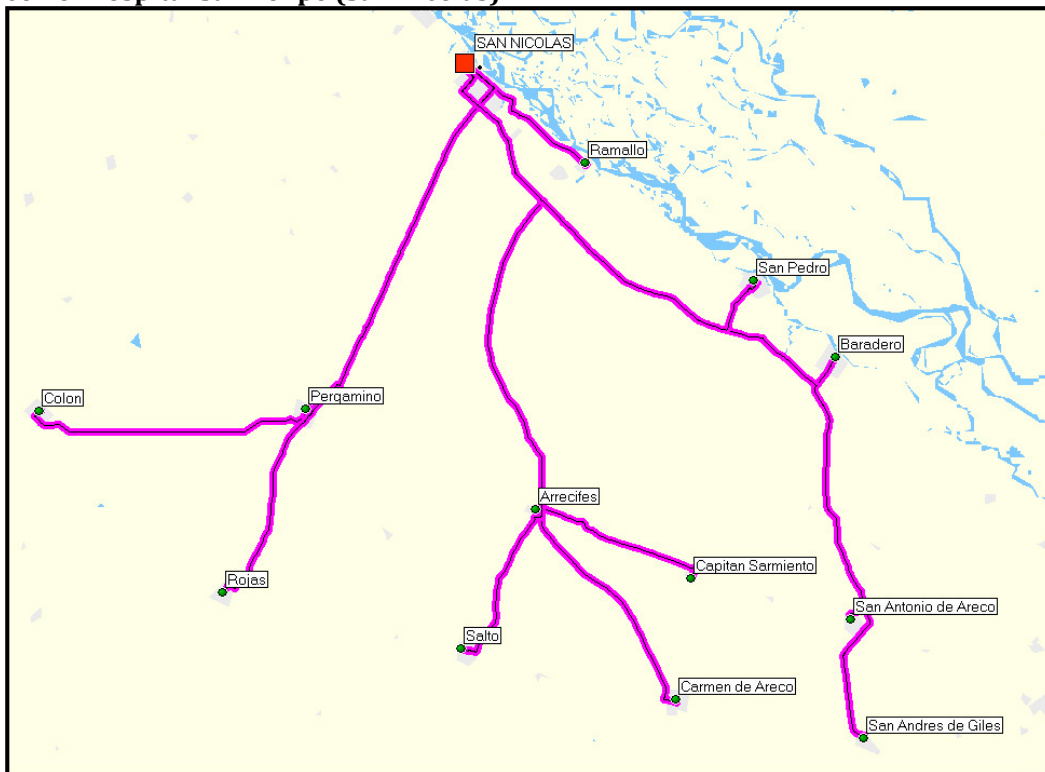 SAN NICOLAS
Ramallo
San Pedro
Baradero
Colon
Pergamino
Arrecifes
Capitan Sarmiento
Rojas
San Antonio de Areco
Salto
Carmen de Areco
San Andres de Giles